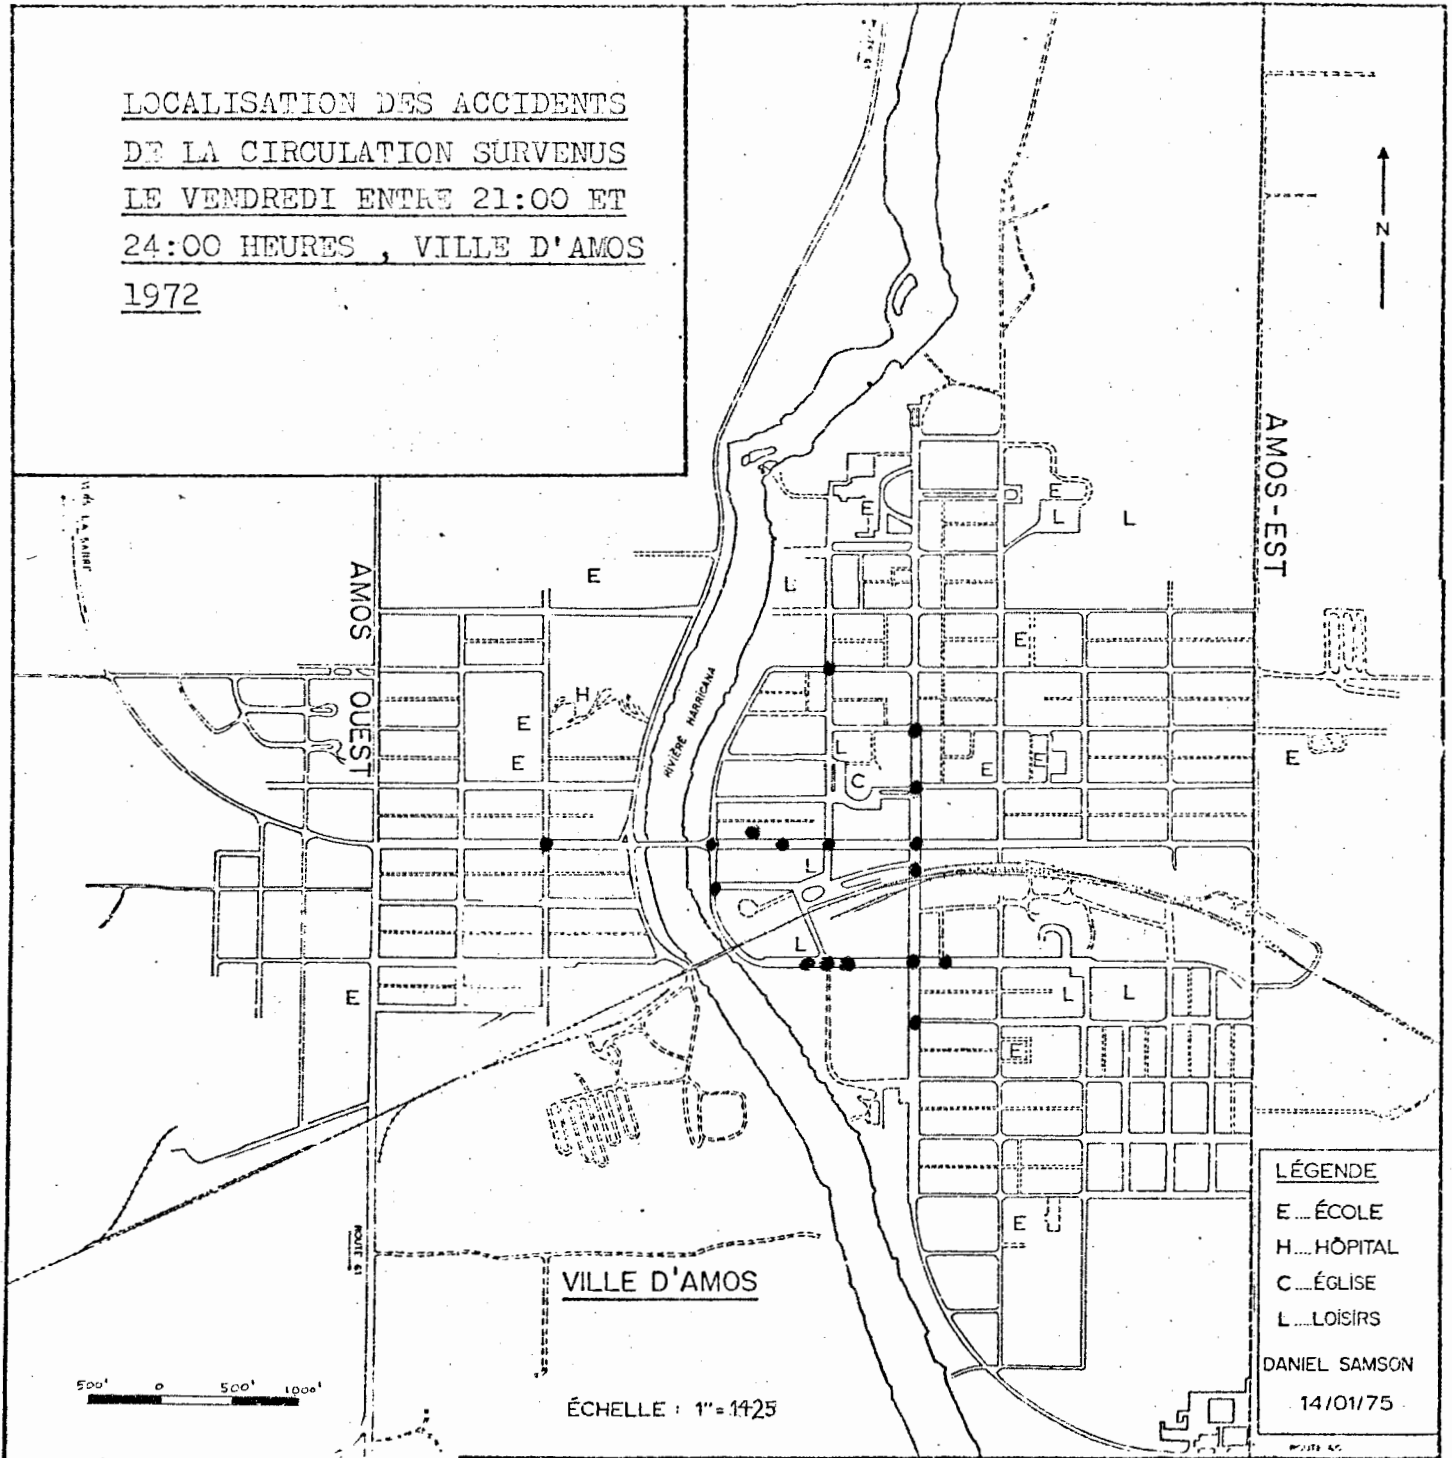 LOCALISATION DES ACCIDENTS
DE LA CIRCULATION SURVENUS
LE VENDREDI ENTRE 21:00 ET
24:00 HEURES , VILLE D'AMOS
1972
N
AMOS-EST
AMOS OUEST
E
L
L
E
E
L
E
H
E
E
E
L
C
E
E
E
L
L
E
L
L
E
E
RIVIÈRE HARRICANA
ROUTE 61
VILLE D'AMOS
500' 0 500' 1000'
ÉCHELLE : 1"=1425
LÉGENDE
E....ÉCOLE
H....HÔPITAL
C....ÉGLISE
L....LOISIRS
DANIEL SAMSON
14/01/75